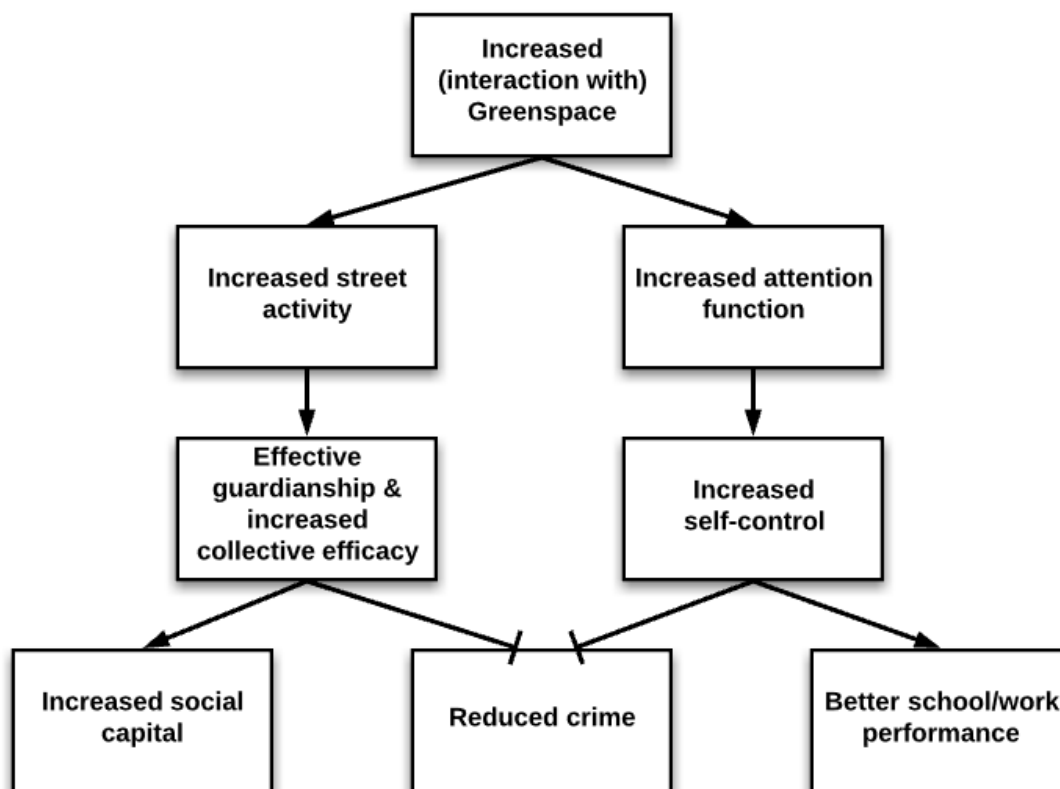 Increased
(interaction with)
Greenspace
Increased street
activity
Increased attention
function
Effective
guardianship &
increased
collective efficacy
Increased
self-control
Increased social
capital
Reduced crime
Better school/work
performance